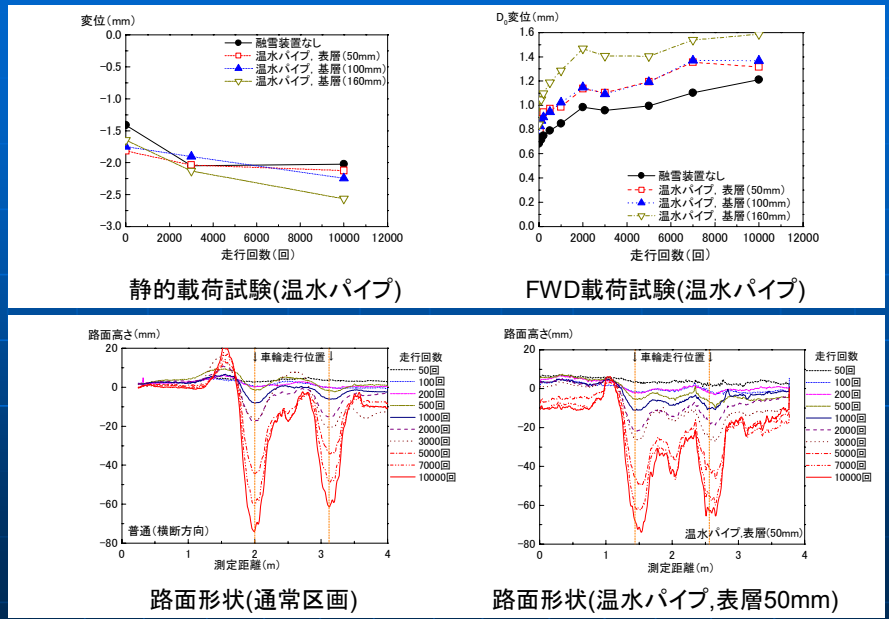 変位(mm)
0.0
-0.5
-1.0
-1.5
-2.0
-2.5
-3.0
融雪装置なし
温水パイプ, 表層(50mm)
温水パイプ, 基層(100mm)
温水パイプ, 基層(160mm)
0 2000 4000 6000 8000 10000 12000
走行回数(回)
静的載荷試験(温水パイプ)
D₀変位(mm)
1.6
1.4
1.2
1.0
0.8
0.6
0.4
0.2
0.0
融雪装置なし
温水パイプ, 表層(50mm)
温水パイプ, 基層(100mm)
温水パイプ, 基層(160mm)
0 2000 4000 6000 8000 10000 12000
走行回数(回)
FWD載荷試験(温水パイプ)
路面高さ(mm)
20
0
-20
-40
-60
-80
↓車輪走行位置↓
走行回数
50回
100回
200回
500回
1000回
2000回
3000回
5000回
7000回
10000回
普通(横断方向)
0 1 2 3 4
測定距離(m)
路面形状(通常区画)
路面高さ(mm)
20
0
-20
-40
-60
-80
↓車輪走行位置↓
走行回数
50回
100回
200回
500回
1000回
2000回
3000回
5000回
7000回
10000回
温水パイプ,表層(50mm)
0 1 2 3 4
測定距離(m)
路面形状(温水パイプ,表層50mm)